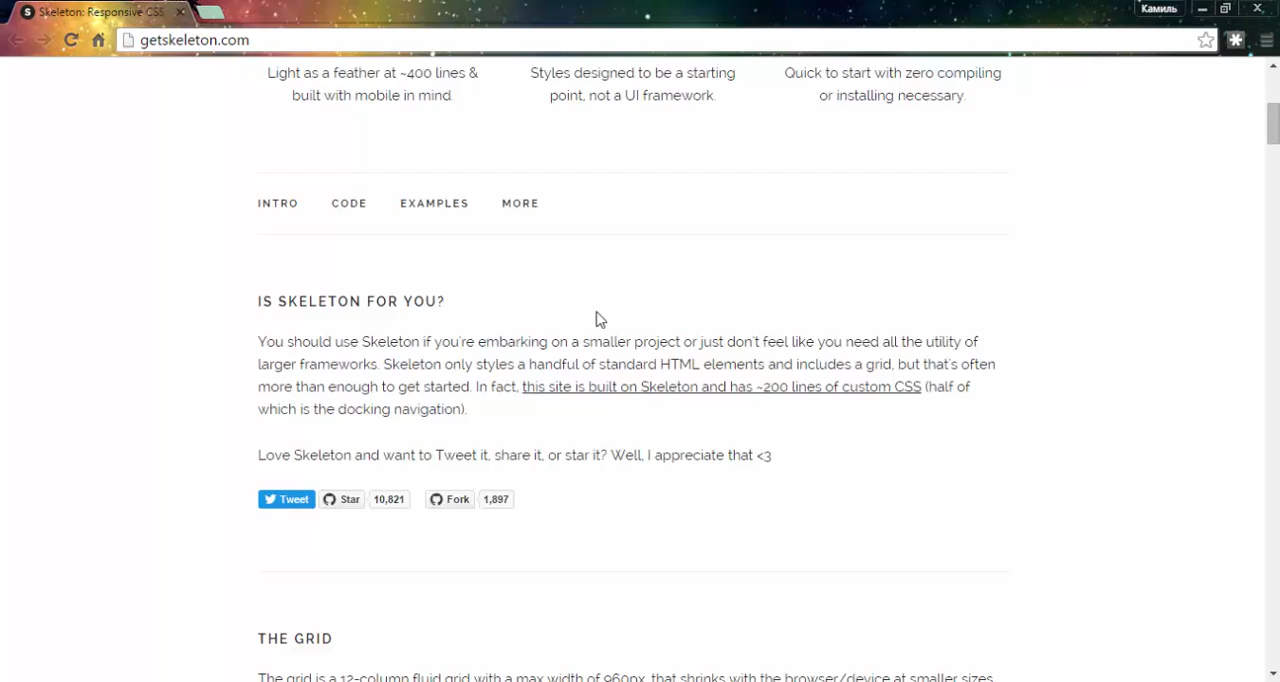 Skeleton: Responsive CSS
Камиль
getskeleton.com
Light as a feather at ~400 lines &
built with mobile in mind.
Styles designed to be a starting
point, not a UI framework.
Quick to start with zero compiling
or installing necessary.
INTRO CODE EXAMPLES MORE
IS SKELETON FOR YOU?
You should use Skeleton if you're embarking on a smaller project or just don't feel like you need all the utility of
larger frameworks. Skeleton only styles a handful of standard HTML elements and includes a grid, but that's often
more than enough to get started. In fact, this site is built on Skeleton and has ~200 lines of custom CSS (half of
which is the docking navigation).
Love Skeleton and want to Tweet it, share it, or star it? Well, I appreciate that <3
Tweet Star 10,821 Fork 1,897
THE GRID
The grid is a 12-column fluid grid with a max width of 960px, that shrinks with the browser/device at smaller sizes.